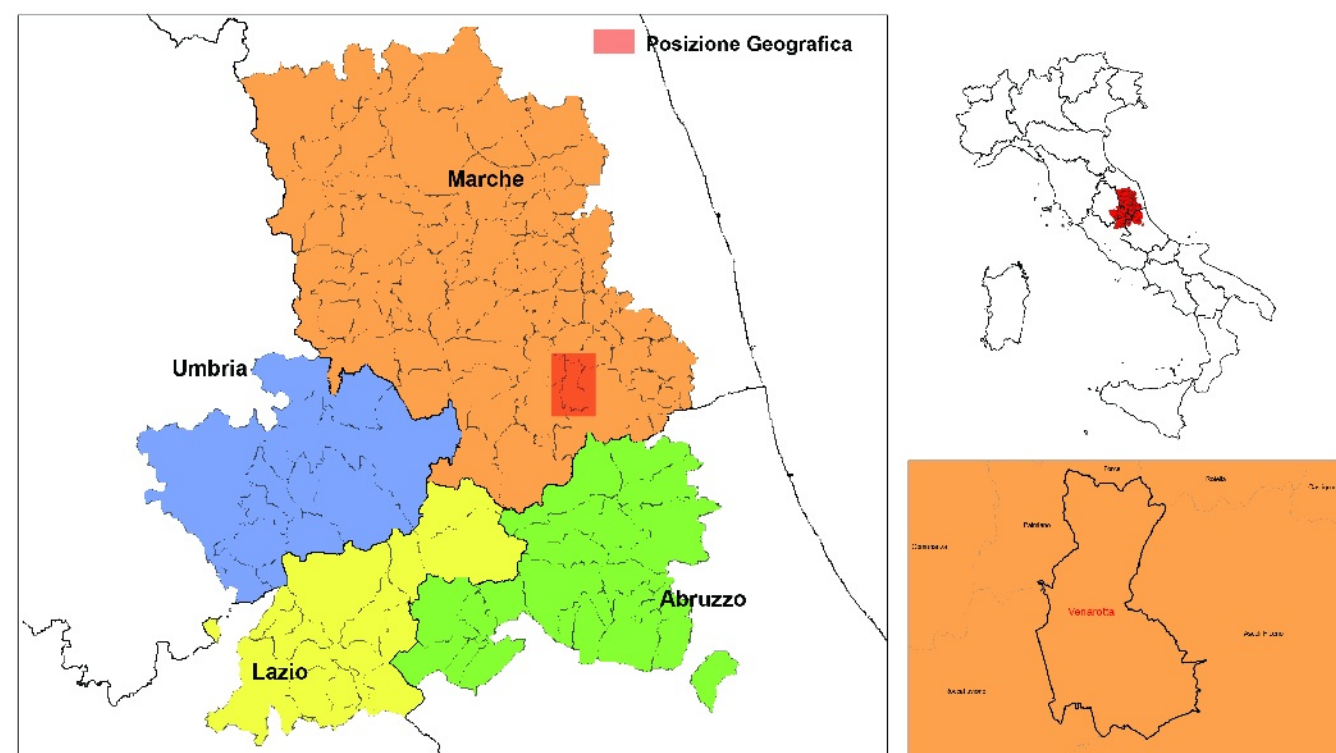 Posizione Geografica
Marche
Umbria
Abruzzo
Lazio
Force
Rotella
Palmiano
Comunanza
Venarotta
Ascoli Piceno
Roccafluvione